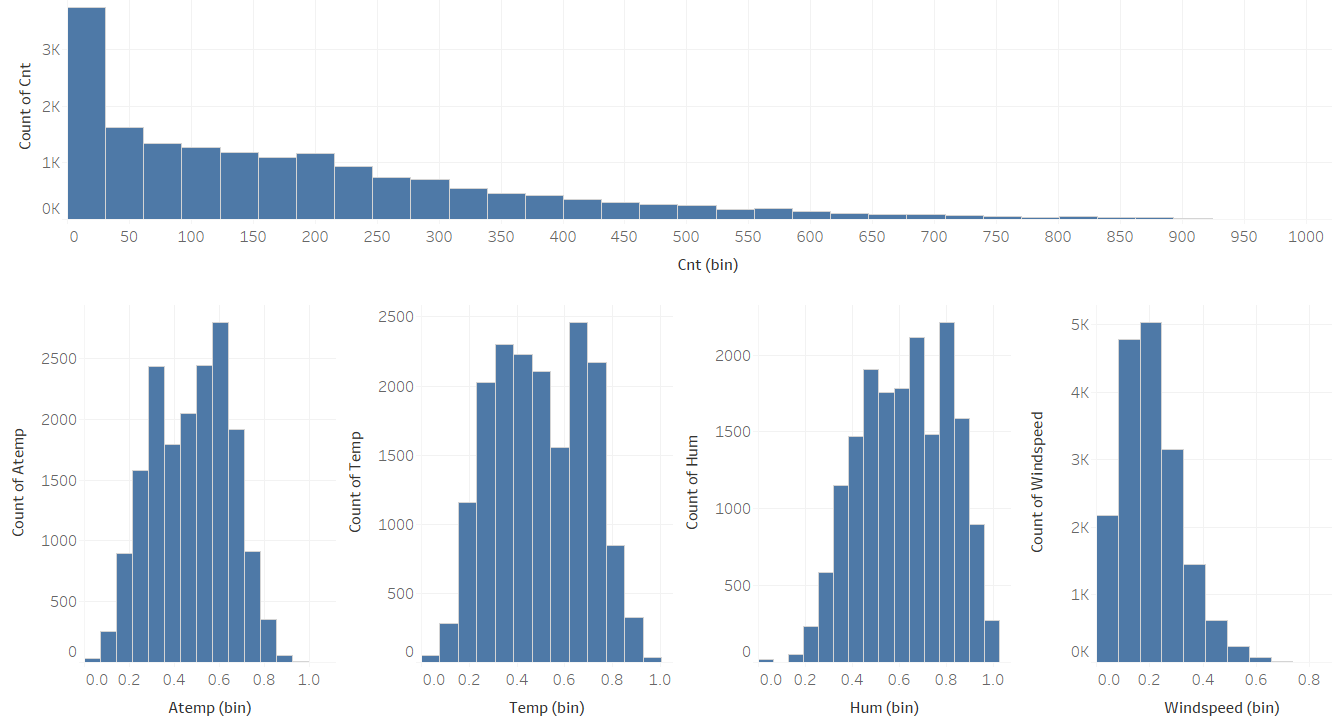 Count of Cnt
3K
2K
1K
0K
0 50 100 150 200 250 300 350 400 450 500 550 600 650 700 750 800 850 900 950 1000
Cnt (bin)
Count of Atemp
2500
2000
1500
1000
500
0
0.0 0.2 0.4 0.6 0.8 1.0
Atemp (bin)
Count of Temp
2500
2000
1500
1000
500
0
0.0 0.2 0.4 0.6 0.8 1.0
Temp (bin)
Count of Hum
2000
1500
1000
500
0
0.0 0.2 0.4 0.6 0.8 1.0
Hum (bin)
Count of Windspeed
5K
4K
3K
2K
1K
0K
0.0 0.2 0.4 0.6 0.8
Windspeed (bin)